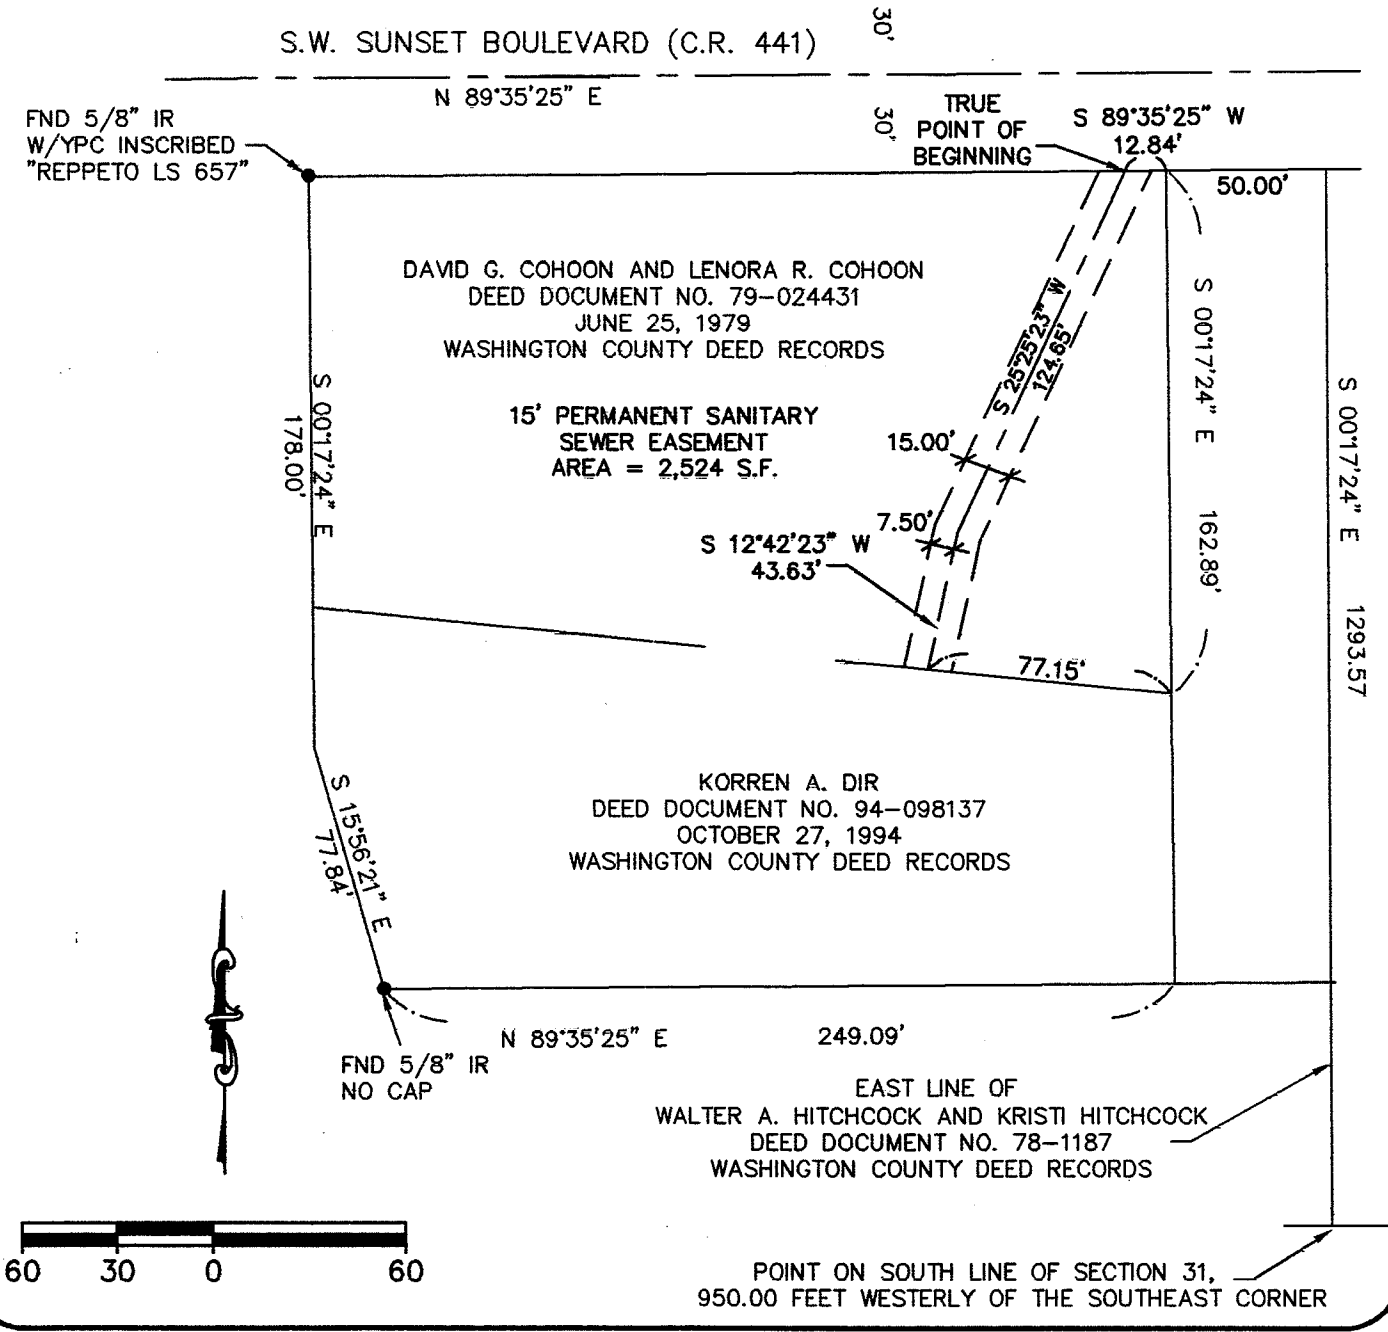 30'
S.W. SUNSET BOULEVARD (C.R. 441)
N 89°35'25" E
30'
FND 5/8" IR
W/YPC INSCRIBED
"REPPETO LS 657"
TRUE
POINT OF
BEGINNING
S 89°35'25" W
12.84'
50.00'
DAVID G. COHOON AND LENORA R. COHOON
DEED DOCUMENT NO. 79-024431
JUNE 25, 1979
WASHINGTON COUNTY DEED RECORDS
S 00°17'24" E
178.00'
15' PERMANENT SANITARY
SEWER EASEMENT
AREA = 2,524 S.F.
S 25°25'23" W
124.65'
15.00'
7.50'
S 12°42'23" W
43.63'
S 00°17'24" E 162.89'
S 00°17'24" E 1293.57
77.15'
KORREN A. DIR
DEED DOCUMENT NO. 94-098137
OCTOBER 27, 1994
WASHINGTON COUNTY DEED RECORDS
S 15°56'21" E
77.84'
N 89°35'25" E 249.09'
FND 5/8" IR
NO CAP
EAST LINE OF
WALTER A. HITCHCOCK AND KRISTI HITCHCOCK
DEED DOCUMENT NO. 78-1187
WASHINGTON COUNTY DEED RECORDS
60 30 0 60
POINT ON SOUTH LINE OF SECTION 31,
950.00 FEET WESTERLY OF THE SOUTHEAST CORNER